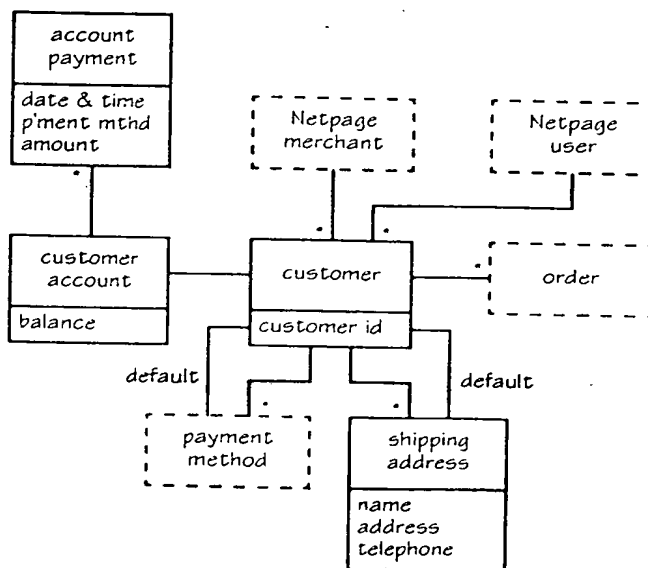 account
payment
date & time
p'ment mthd
amount
Netpage
merchant
Netpage
user
customer
account
balance
customer
customer id
order
default
default
payment
method
shipping
address
name
address
telephone